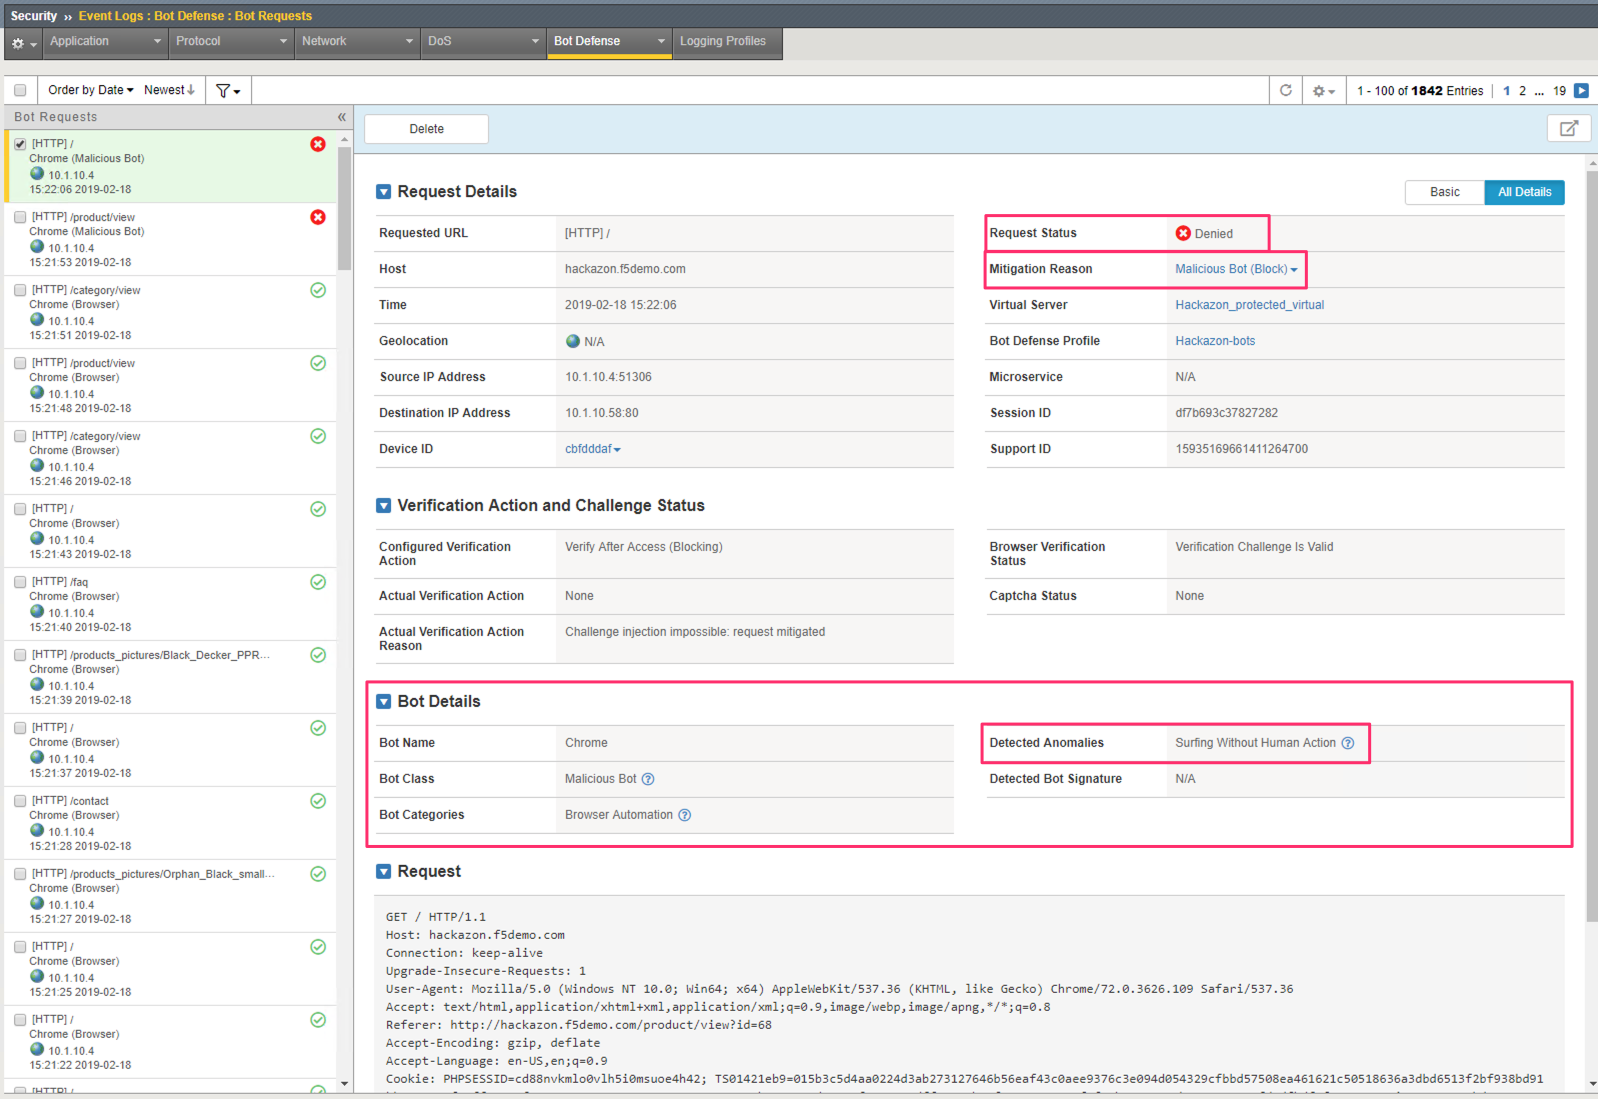 Security »» Event Logs : Bot Defense : Bot Requests
Application Protocol Network DoS Bot Defense Logging Profiles
Order by Date Newest 1 - 100 of 1842 Entries | 1 2 ... 19
Bot Requests «
[HTTP] /
Chrome (Malicious Bot)
10.1.10.4
15:22:06 2019-02-18
[HTTP] /product/view
Chrome (Malicious Bot)
10.1.10.4
15:21:53 2019-02-18
[HTTP] /category/view
Chrome (Browser)
10.1.10.4
15:21:51 2019-02-18
[HTTP] /product/view
Chrome (Browser)
10.1.10.4
15:21:48 2019-02-18
[HTTP] /category/view
Chrome (Browser)
10.1.10.4
15:21:46 2019-02-18
[HTTP] /
Chrome (Browser)
10.1.10.4
15:21:43 2019-02-18
[HTTP] /faq
Chrome (Browser)
10.1.10.4
15:21:40 2019-02-18
[HTTP] /products_pictures/Black_Decker_PPR...
Chrome (Browser)
10.1.10.4
15:21:39 2019-02-18
[HTTP] /
Chrome (Browser)
10.1.10.4
15:21:37 2019-02-18
[HTTP] /contact
Chrome (Browser)
10.1.10.4
15:21:28 2019-02-18
[HTTP] /products_pictures/Orphan_Black_small...
Chrome (Browser)
10.1.10.4
15:21:27 2019-02-18
[HTTP] /
Chrome (Browser)
10.1.10.4
15:21:25 2019-02-18
[HTTP] /
Chrome (Browser)
10.1.10.4
15:21:22 2019-02-18
[HTTP] /
Delete
Request Details
Basic All Details
Requested URL [HTTP] /
Host hackazon.f5demo.com
Time 2019-02-18 15:22:06
Geolocation N/A
Source IP Address 10.1.10.4:51306
Destination IP Address 10.1.10.58:80
Device ID cbfdddaf
Request Status Denied
Mitigation Reason Malicious Bot (Block)
Virtual Server Hackazon_protected_virtual
Bot Defense Profile Hackazon-bots
Microservice N/A
Session ID df7b693c37827282
Support ID 15935169661411264700
Verification Action and Challenge Status
Configured Verification Action Verify After Access (Blocking)
Actual Verification Action None
Actual Verification Action Reason Challenge injection impossible: request mitigated
Browser Verification Status Verification Challenge Is Valid
Captcha Status None
Bot Details
Bot Name Chrome
Bot Class Malicious Bot
Bot Categories Browser Automation
Detected Anomalies Surfing Without Human Action
Detected Bot Signature N/A
Request
GET / HTTP/1.1
Host: hackazon.f5demo.com
Connection: keep-alive
Upgrade-Insecure-Requests: 1
User-Agent: Mozilla/5.0 (Windows NT 10.0; Win64; x64) AppleWebKit/537.36 (KHTML, like Gecko) Chrome/72.0.3626.109 Safari/537.36
Accept: text/html,application/xhtml+xml,application/xml;q=0.9,image/webp,image/apng,*/*;q=0.8
Referer: http://hackazon.f5demo.com/product/view?id=68
Accept-Encoding: gzip, deflate
Accept-Language: en-US,en;q=0.9
Cookie: PHPSESSID=cd88nvkmlo0vlh5i0msuoe4h42; TS01421eb9=015b3c5d4aa0224d3ab273127646b56eaf43c0aee9376c3e094d054329cfbbd57508ea461621c50518636a3dbd6513f2bf938bd91